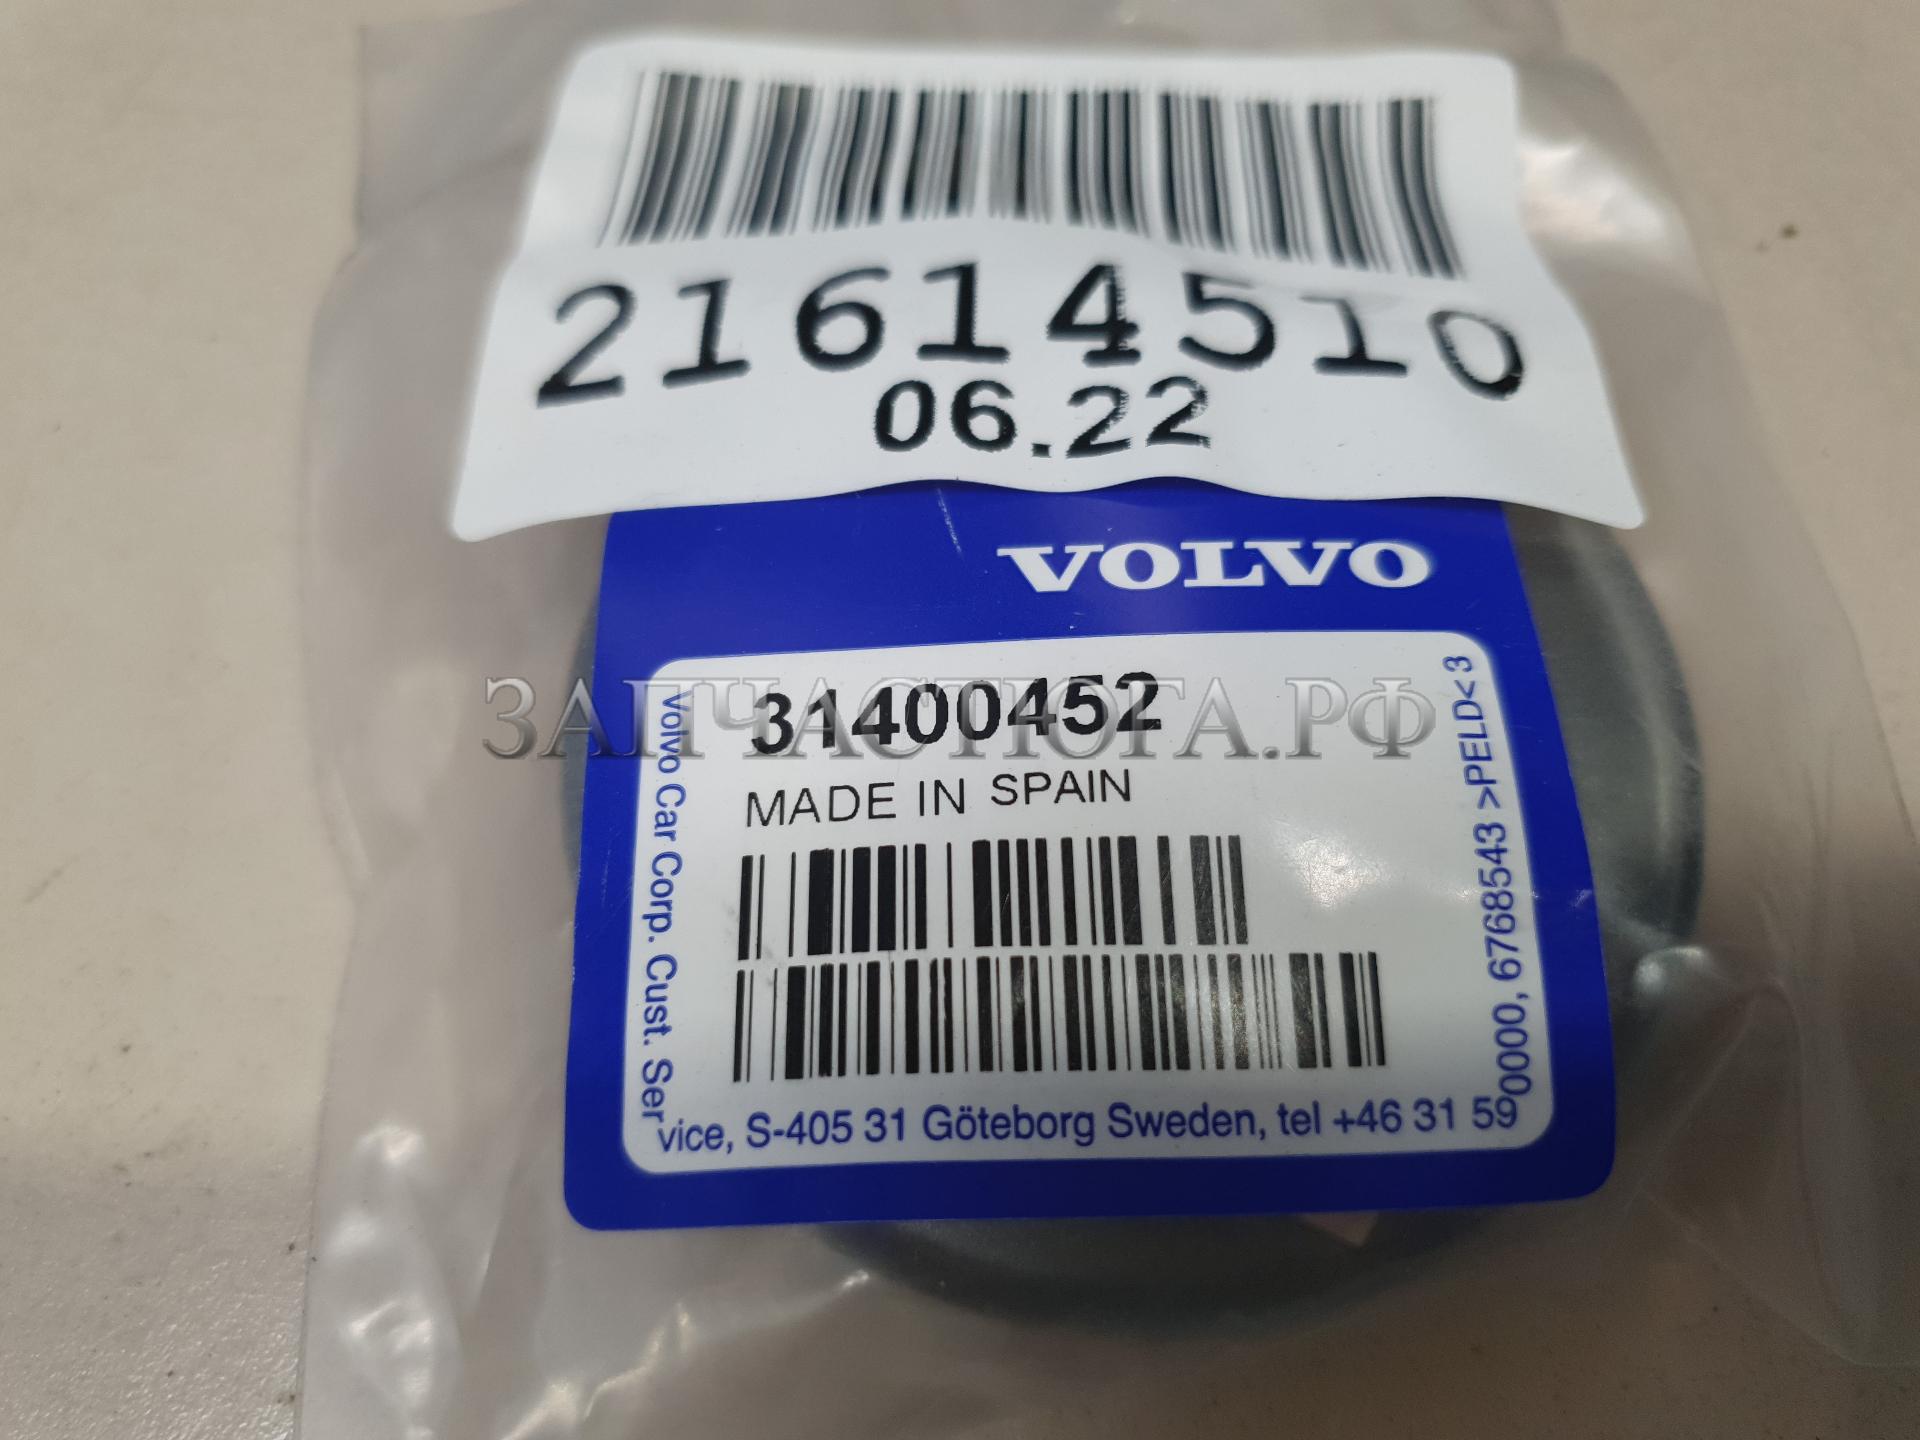 21614510
06.22
VOLVO
31400452
ЗАПЧАСТЮГА.РФ
MADE IN SPAIN
Volvo Car Corp. Cust. Service, S-405 31 Göteborg Sweden, tel +46 31 590000, 6768543 >PELD<3